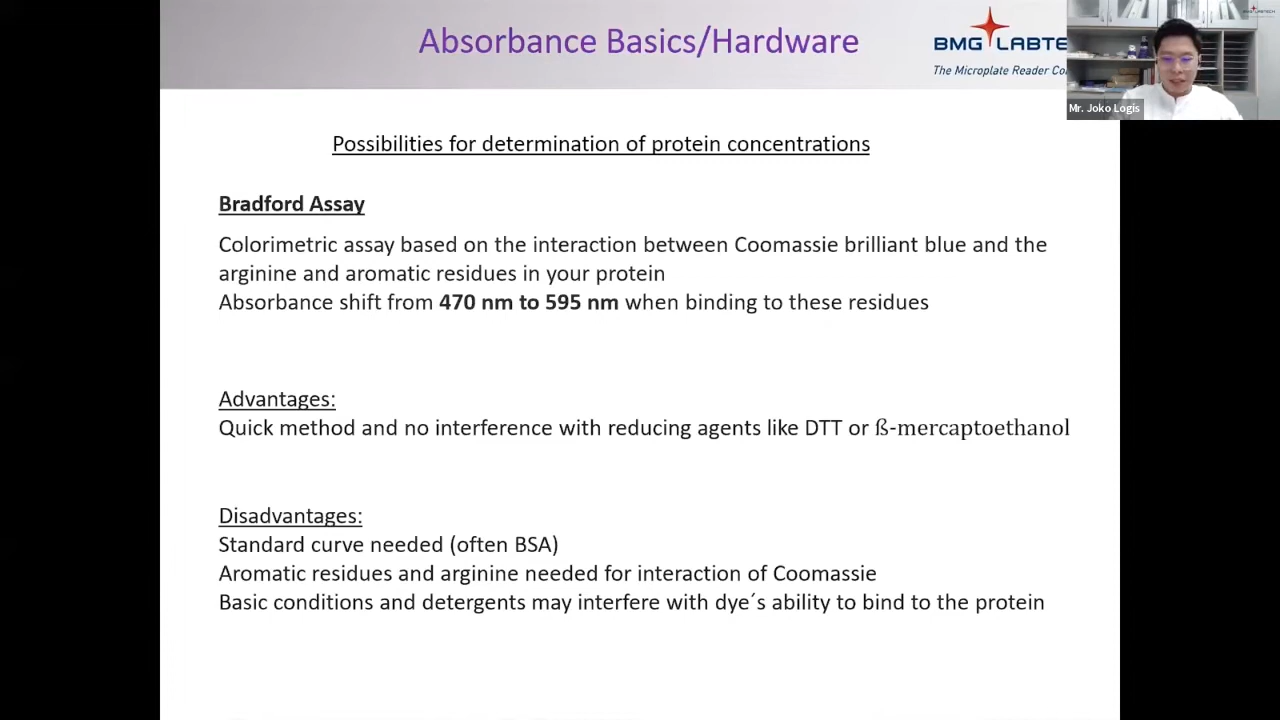 Absorbance Basics/Hardware
BMG LABTE
The Microplate Reader Co
Mr. Joko Logis
Possibilities for determination of protein concentrations
Bradford Assay
Colorimetric assay based on the interaction between Coomassie brilliant blue and the
arginine and aromatic residues in your protein
Absorbance shift from 470 nm to 595 nm when binding to these residues
Advantages:
Quick method and no interference with reducing agents like DTT or ß-mercaptoethanol
Disadvantages:
Standard curve needed (often BSA)
Aromatic residues and arginine needed for interaction of Coomassie
Basic conditions and detergents may interfere with dye´s ability to bind to the protein